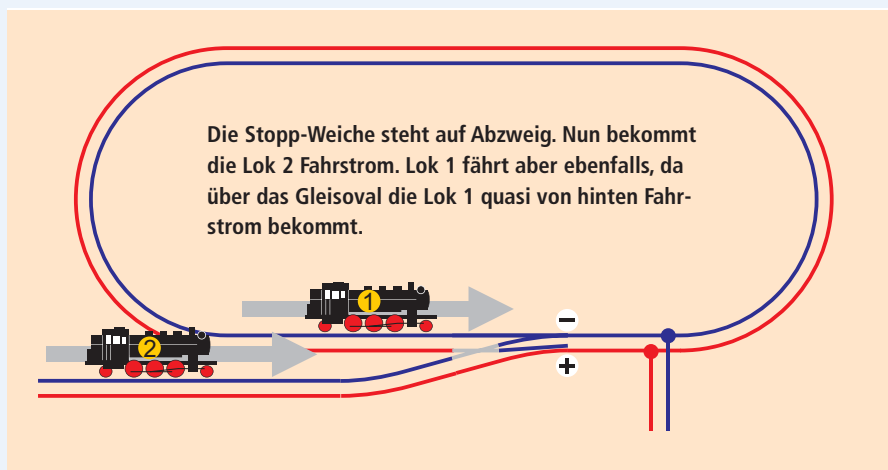 Die Stopp-Weiche steht auf Abzweig. Nun bekommt
die Lok 2 Fahrstrom. Lok 1 fährt aber ebenfalls, da
über das Gleisoval die Lok 1 quasi von hinten Fahr-
strom bekommt.
1
−
2
+